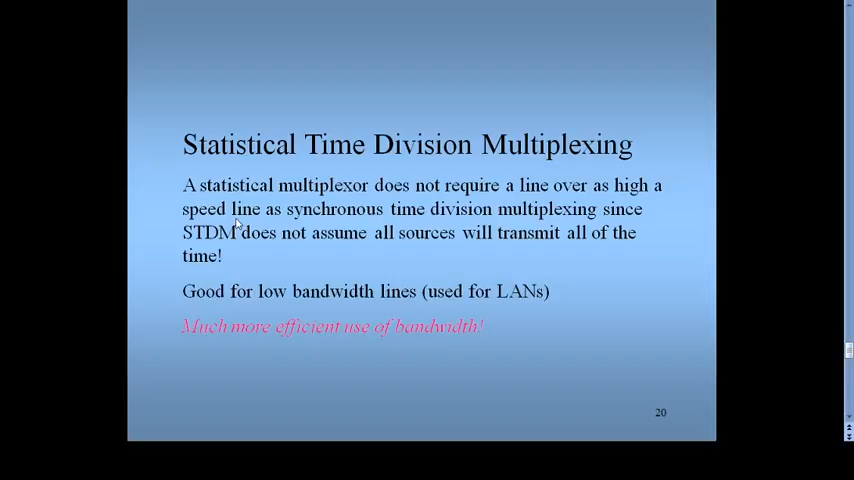 Statistical Time Division Multiplexing
A statistical multiplexor does not require a line over as high a
speed line as synchronous time division multiplexing since
STDM does not assume all sources will transmit all of the
time!
Good for low bandwidth lines (used for LANs)
Much more efficient use of bandwidth!
20